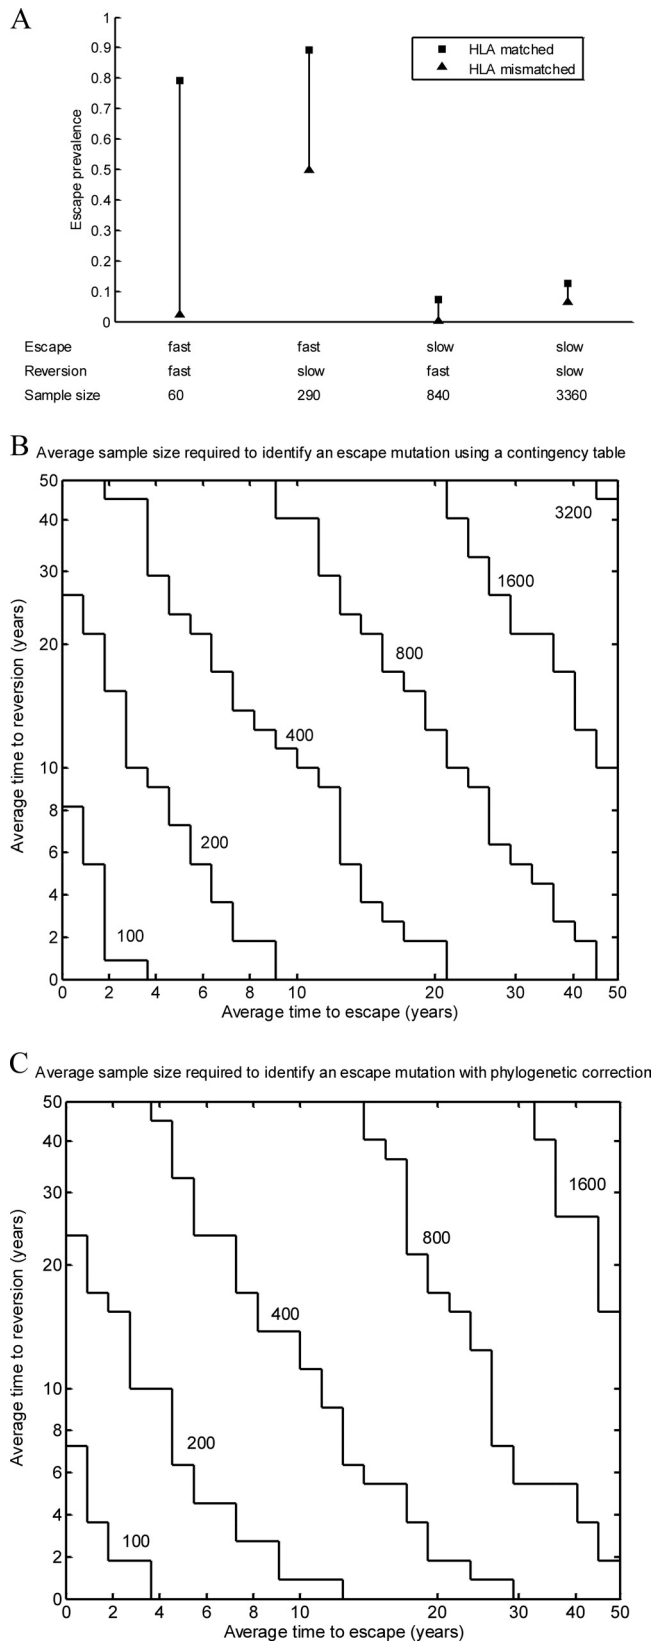 A
1
0.9
0.8
0.7
0.6
0.5
0.4
0.3
0.2
0.1
0
Escape prevalence
HLA matched
HLA mismatched
Escape fast fast slow slow
Reversion fast slow fast slow
Sample size 60 290 840 3360
B Average sample size required to identify an escape mutation using a contingency table
50
40
30
20
10
8
6
4
2
0
Average time to reversion (years)
3200
1600
800
400
200
100
0 2 4 6 8 10 20 30 40 50
Average time to escape (years)
C Average sample size required to identify an escape mutation with phylogenetic correction
50
40
30
20
10
8
6
4
2
0
Average time to reversion (years)
1600
800
400
200
100
0 2 4 6 8 10 20 30 40 50
Average time to escape (years)